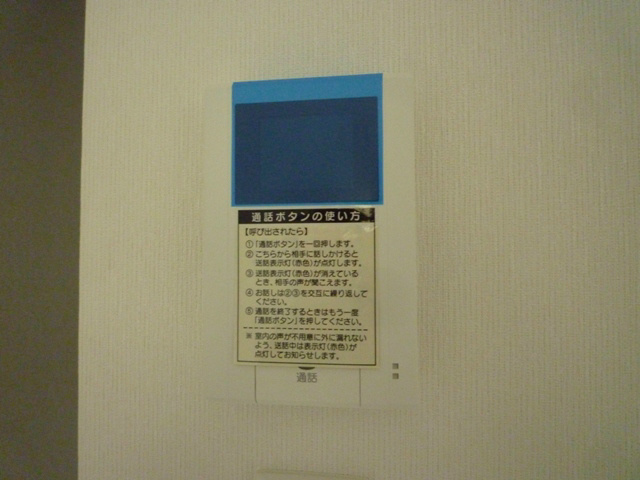 通話ボタンの使い方
【呼び出されたら】
①「通話ボタン」を一回押します。
②こちらから相手に話しかけると
送話表示灯(赤色)が点灯します。
③送話表示灯(赤色)が消えている
とき、相手の声が聞こえます。
④お話しは②③を交互に繰り返して
ください。
⑤通話を終了するときはもう一度
「通話ボタン」を押してください。
※室内の声が不用意に外に漏れない
よう、送話中は表示灯(赤色)が
点灯してお知らせします。
通話